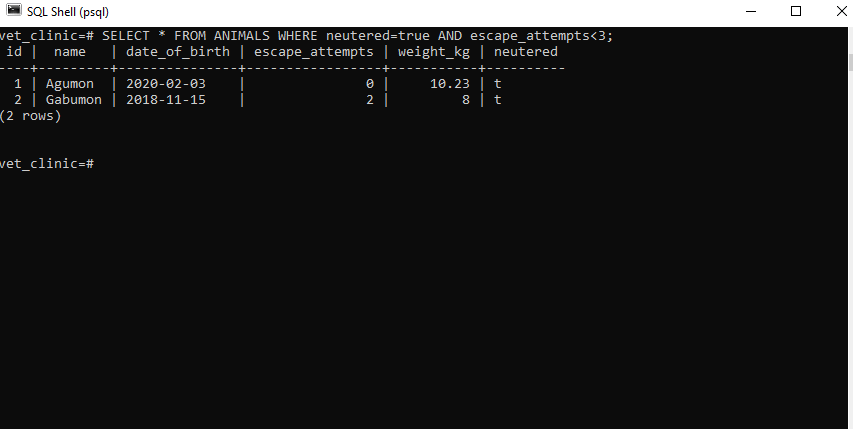 SQL Shell (psql)
vet_clinic=# SELECT * FROM ANIMALS WHERE neutered=true AND escape_attempts<3;
 id |  name   | date_of_birth | escape_attempts | weight_kg | neutered
----+---------+---------------+-----------------+-----------+----------
  1 | Agumon  | 2020-02-03    |               0 |     10.23 | t
  2 | Gabumon | 2018-11-15    |               2 |         8 | t
(2 rows)
vet_clinic=#